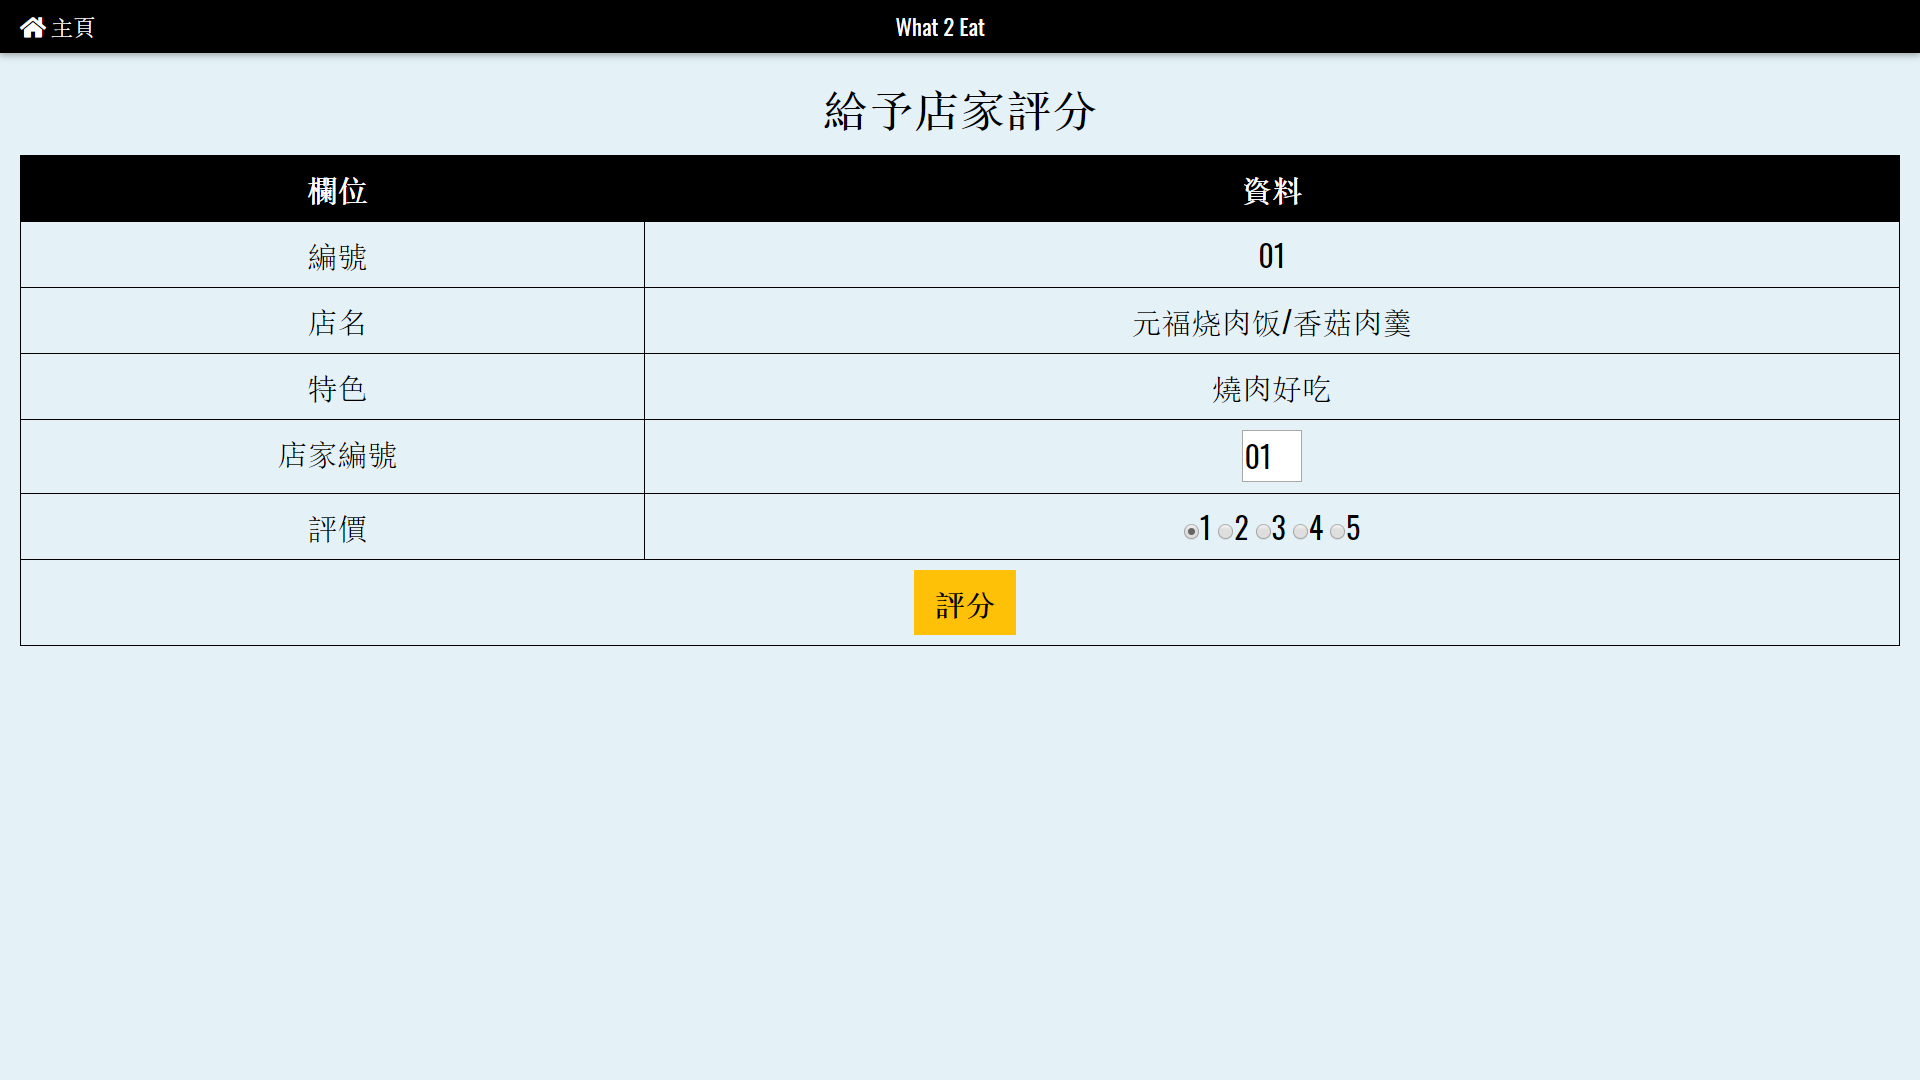 主頁 What 2 Eat
給予店家評分
欄位 資料
編號 01
店名 元福烧肉饭/香菇肉羹
特色 燒肉好吃
店家編號 01
評價 1 2 3 4 5
評分